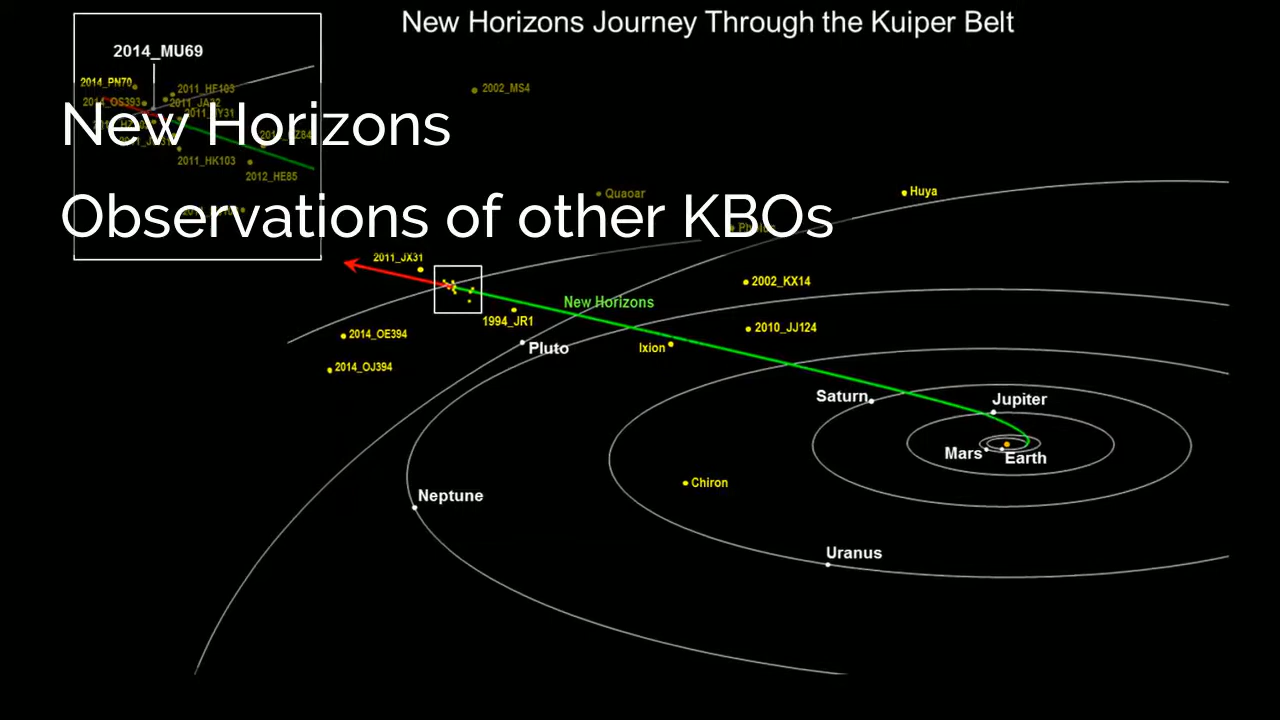 New Horizons Journey Through the Kuiper Belt
2014_MU69
2014_PN70
2011_HF103
2014_OS393
2011_JA32
2011_HK103
2012_HE85
2002_MS4
New Horizons
Observations of other KBOs
Quaoar
Huya
2011_JX31
2002_KX14
New Horizons
1994_JR1
2010_JJ124
2014_OE394
Pluto
Ixion
2014_OJ394
Saturn
Jupiter
Mars
Earth
Chiron
Neptune
Uranus